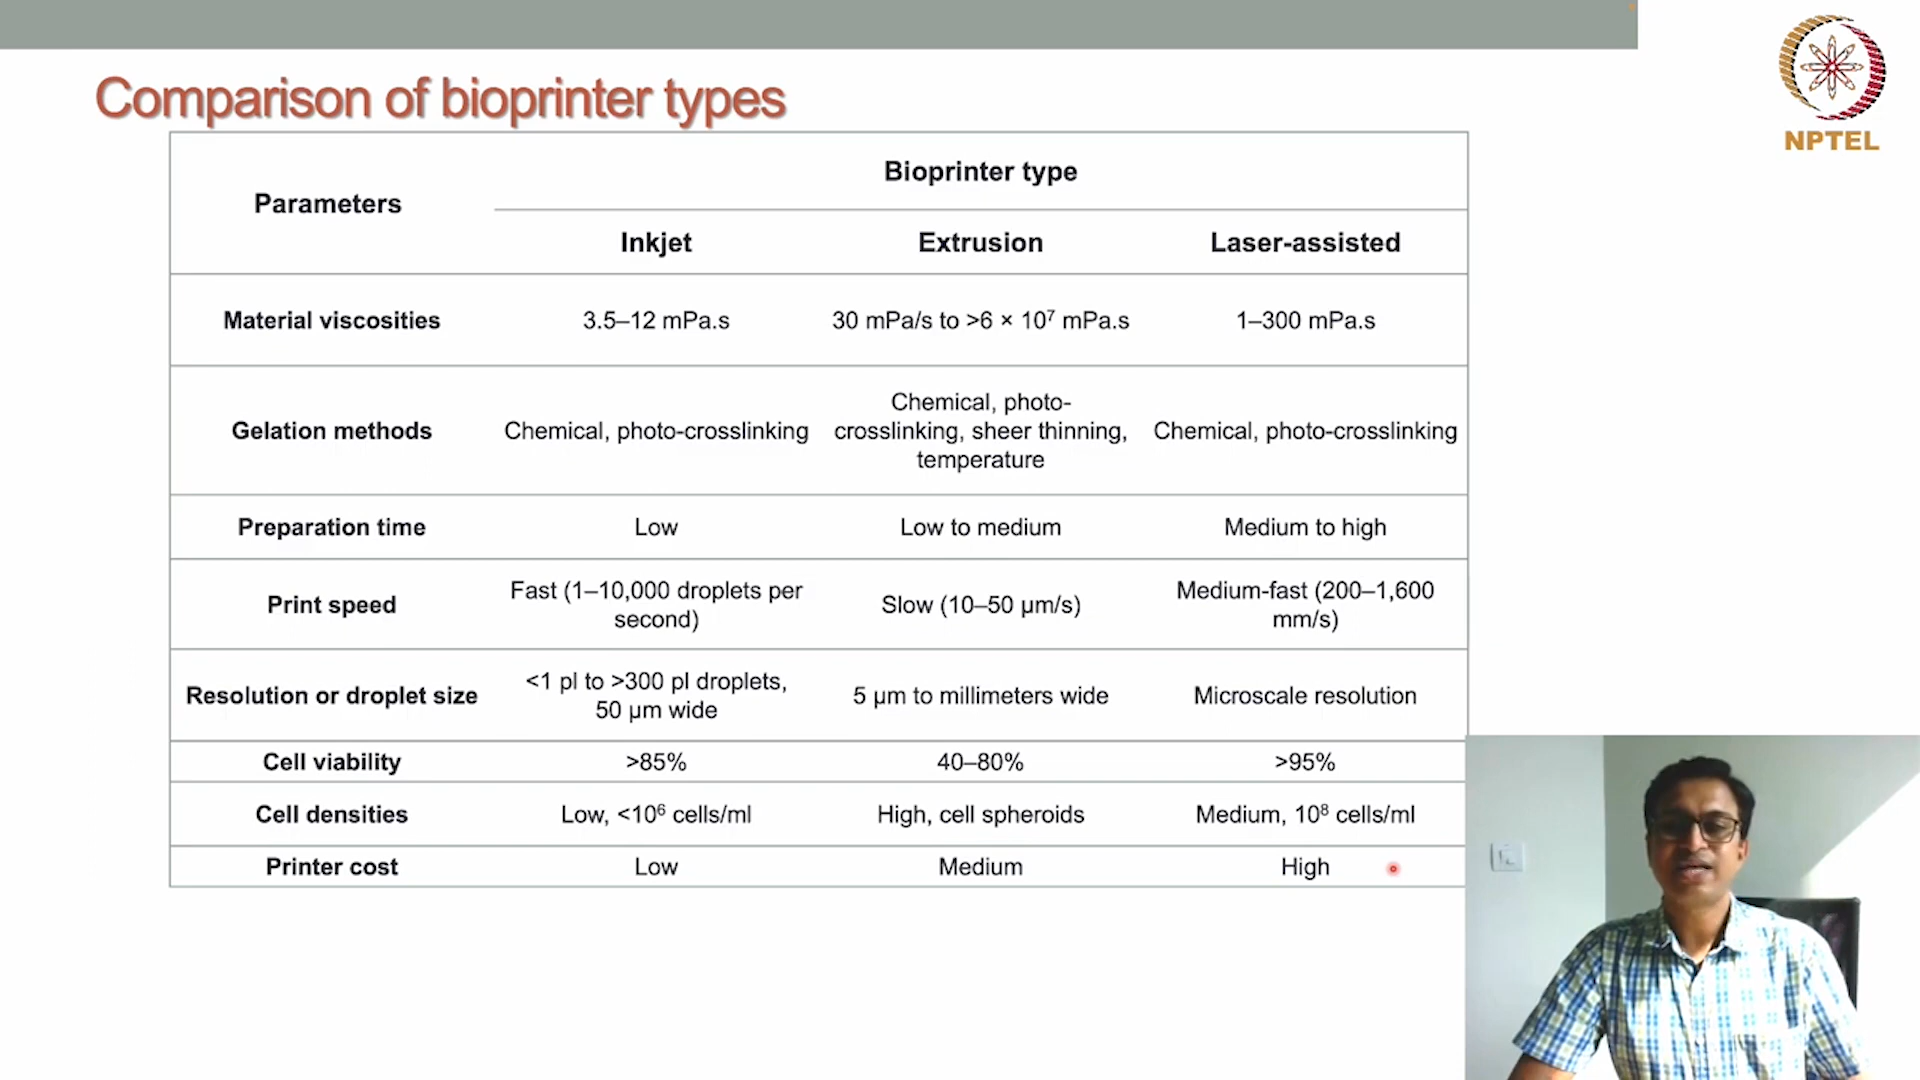 Comparison of bioprinter types
NPTEL
Parameters
Bioprinter type
Inkjet
Extrusion
Laser-assisted
Material viscosities
3.5–12 mPa.s
30 mPa/s to >6 × 10⁷ mPa.s
1–300 mPa.s
Gelation methods
Chemical, photo-crosslinking
Chemical, photo-
crosslinking, sheer thinning,
temperature
Chemical, photo-crosslinking
Preparation time
Low
Low to medium
Medium to high
Print speed
Fast (1–10,000 droplets per
second)
Slow (10–50 µm/s)
Medium-fast (200–1,600
mm/s)
Resolution or droplet size
<1 pl to >300 pl droplets,
50 µm wide
5 µm to millimeters wide
Microscale resolution
Cell viability
>85%
40–80%
>95%
Cell densities
Low, <10⁶ cells/ml
High, cell spheroids
Medium, 10⁸ cells/ml
Printer cost
Low
Medium
High